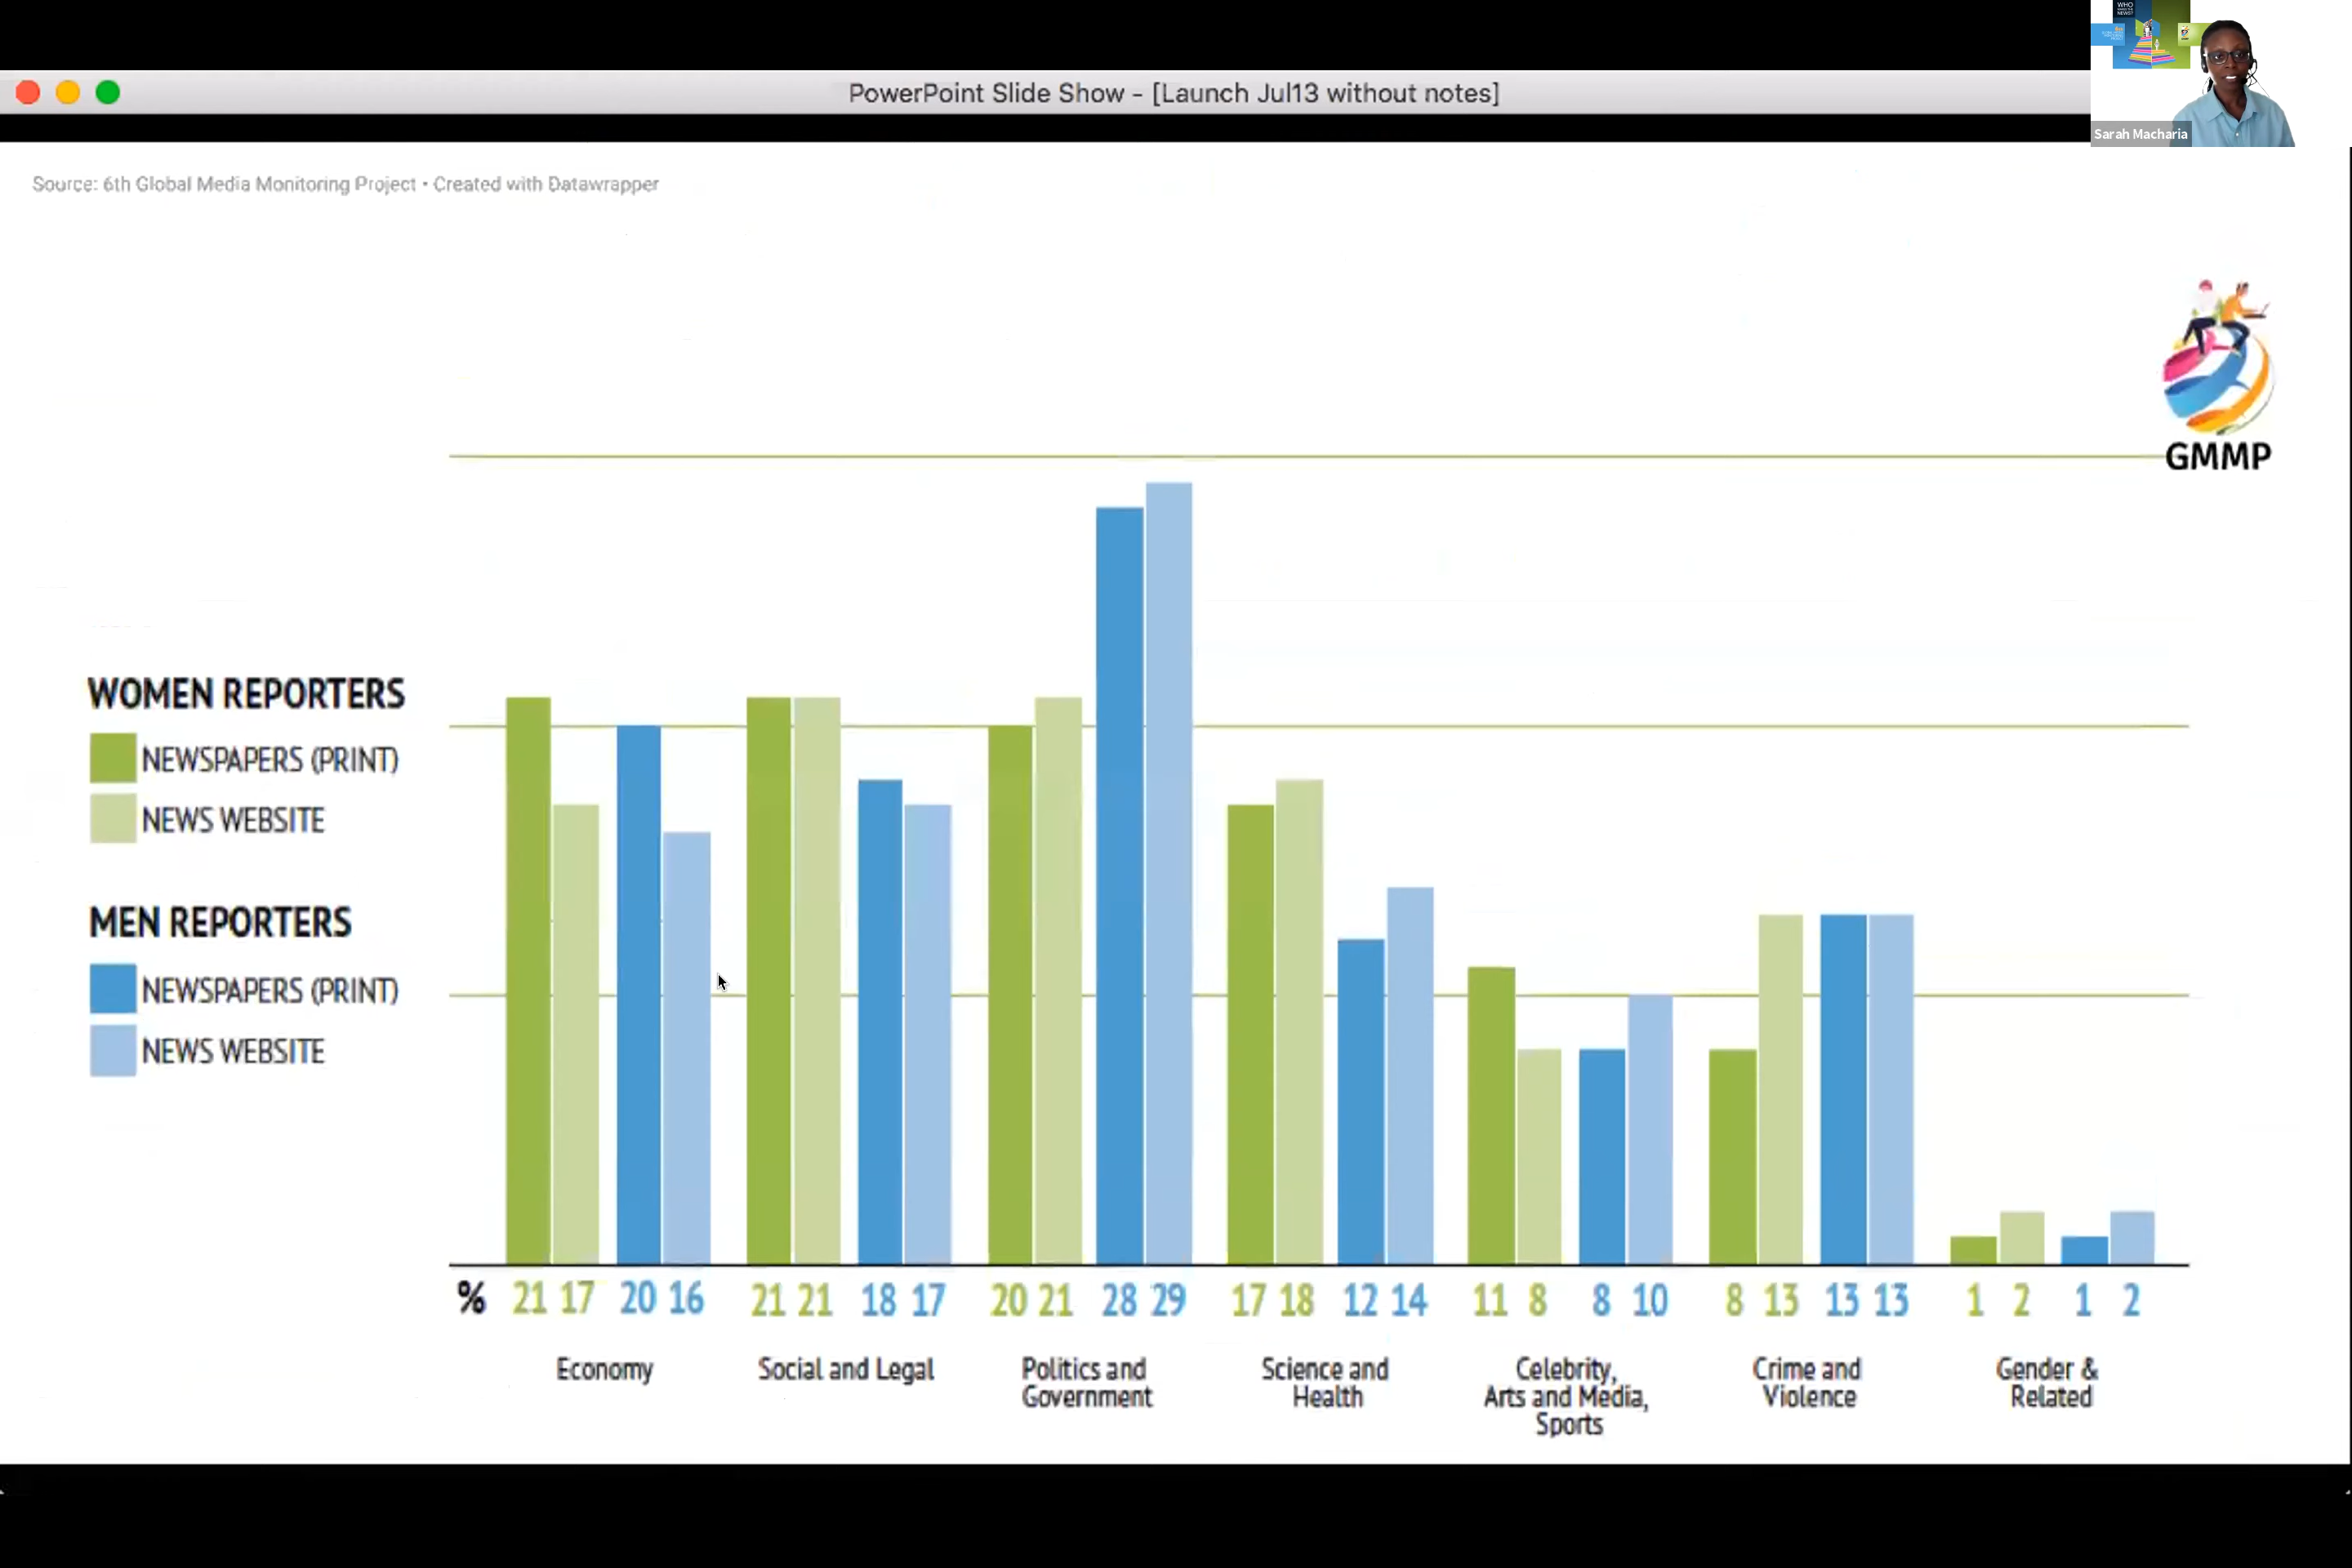 WHO
NEWS?
PowerPoint Slide Show - [Launch Jul13 without notes]
Sarah Macharia
Source: 6th Global Media Monitoring Project • Created with Datawrapper
GMMP
WOMEN REPORTERS
NEWSPAPERS (PRINT)
NEWS WEBSITE
MEN REPORTERS
NEWSPAPERS (PRINT)
NEWS WEBSITE
% 21 17 20 16 21 21 18 17 20 21 28 29 17 18 12 14 11 8 8 10 8 13 13 13 1 2 1 2
Economy
Social and Legal
Politics and
Government
Science and
Health
Celebrity,
Arts and Media,
Sports
Crime and
Violence
Gender &
Related